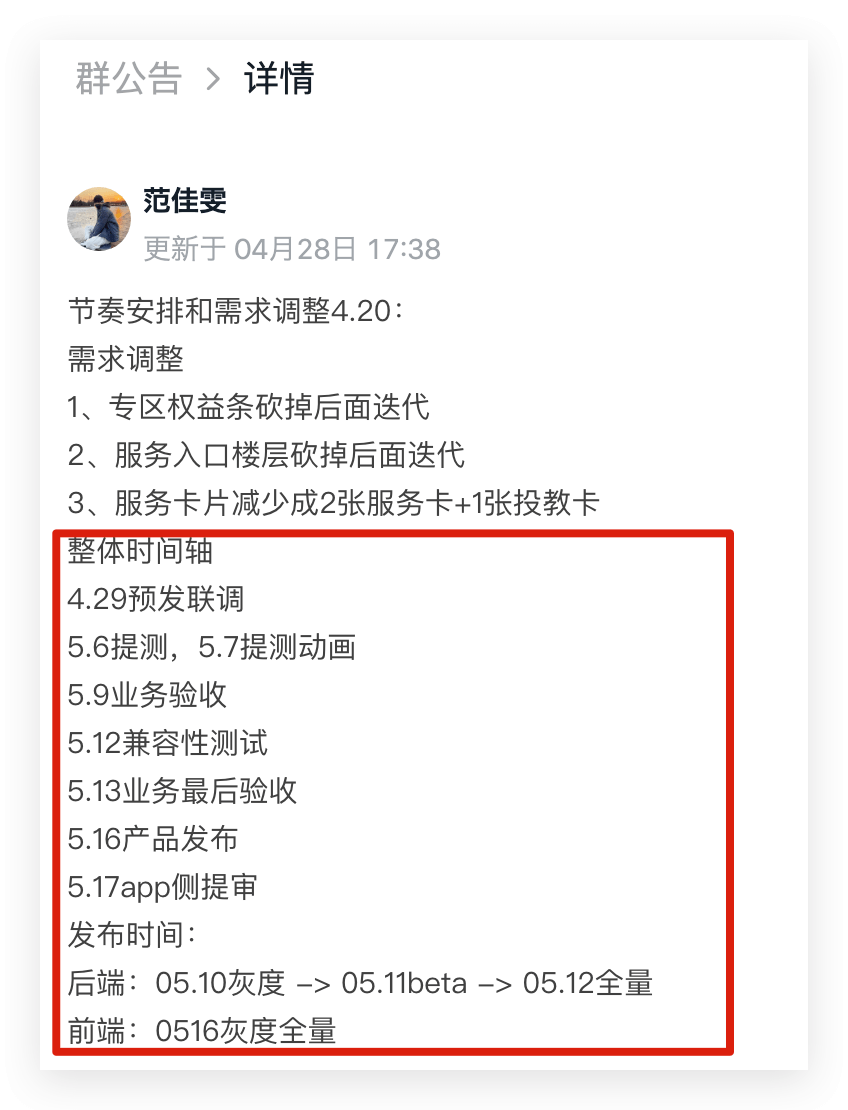 群公告 > 详情
范佳雯
更新于 04月28日 17:38
节奏安排和需求调整4.20：
需求调整
1、专区权益条砍掉后面迭代
2、服务入口楼层砍掉后面迭代
3、服务卡片减少成2张服务卡+1张投教卡
整体时间轴
4.29预发联调
5.6提测，5.7提测动画
5.9业务验收
5.12兼容性测试
5.13业务最后验收
5.16产品发布
5.17app侧提审
发布时间：
后端：05.10灰度 –> 05.11beta –> 05.12全量
前端：0516灰度全量